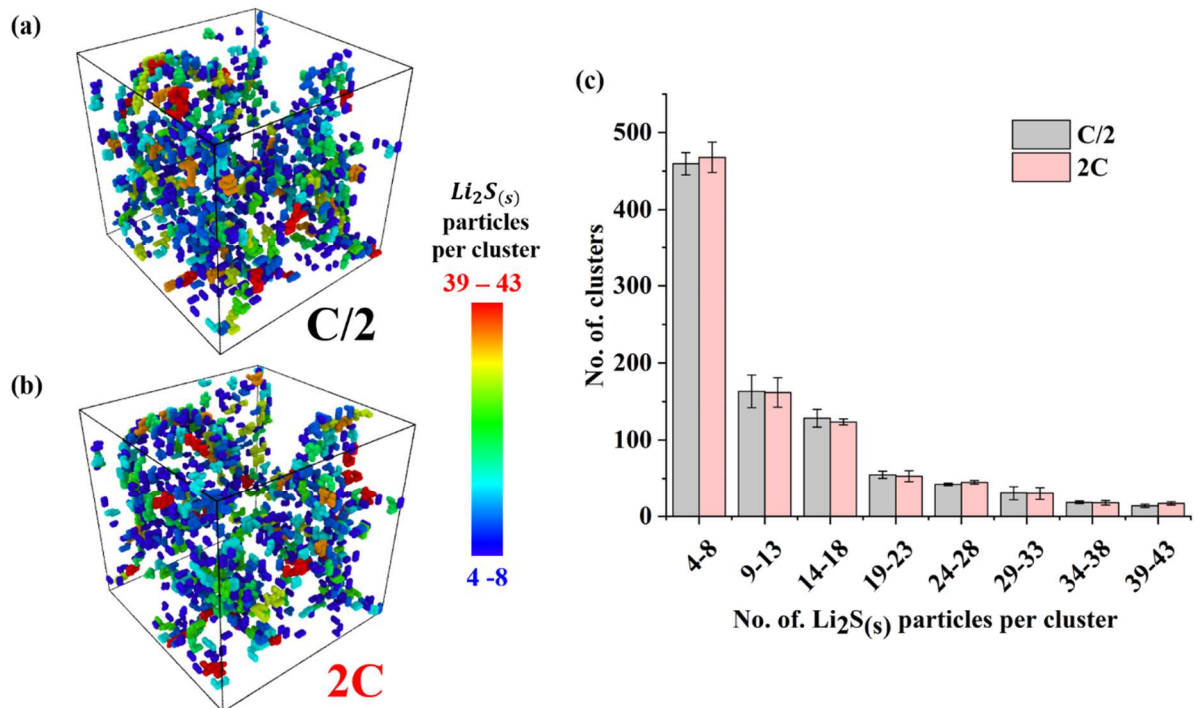 (a)
C/2
Li₂S₍ₛ₎
particles
per cluster
39 – 43
4 -8
(b)
2C
(c)
C/2
2C
No. of. clusters
500
400
300
200
100
0
4-8
9-13
14-18
19-23
24-28
29-33
34-38
39-43
No. of. Li₂S₍ₛ₎ particles per cluster